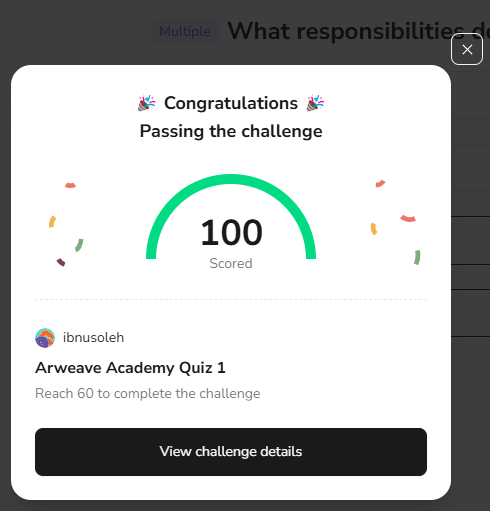 Multiple What responsibilities d
Congratulations
Passing the challenge
100
Scored
ibnusoleh
Arweave Academy Quiz 1
Reach 60 to complete the challenge
View challenge details